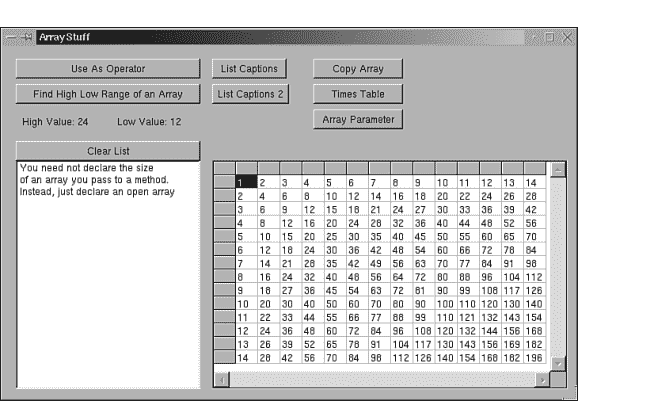 ArrayStuff
Use As Operator List Captions Copy Array
Find High Low Range of an Array List Captions 2 Times Table
High Value: 24 Low Value: 12 Array Parameter
Clear List
You need not declare the size
of an array you pass to a method.
Instead, just declare an open array
1 2 3 4 5 6 7 8 9 10 11 12 13 14
2 4 6 8 10 12 14 16 18 20 22 24 26 28
3 6 9 12 15 18 21 24 27 30 33 36 39 42
4 8 12 16 20 24 28 32 36 40 44 48 52 56
5 10 15 20 25 30 35 40 45 50 55 60 65 70
6 12 18 24 30 36 42 48 54 60 66 72 78 84
7 14 21 28 35 42 49 56 63 70 77 84 91 98
8 16 24 32 40 48 56 64 72 80 88 96 104 112
9 18 27 36 45 54 63 72 81 90 99 108 117 126
10 20 30 40 50 60 70 80 90 100 110 120 130 140
11 22 33 44 55 66 77 88 99 110 121 132 143 154
12 24 36 48 60 72 84 96 108 120 132 144 156 168
13 26 39 52 65 78 91 104 117 130 143 156 169 182
14 28 42 56 70 84 98 112 126 140 154 168 182 196